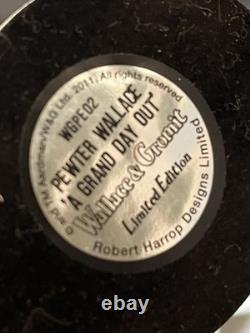 © and TM, Aardman/W&G Ltd. 2011. All rights reserved
WGPE02
PEWTER WALLACE
'A GRAND DAY OUT'
Wallace & Gromit
Limited Edition
Robert Harrop Designs Limited